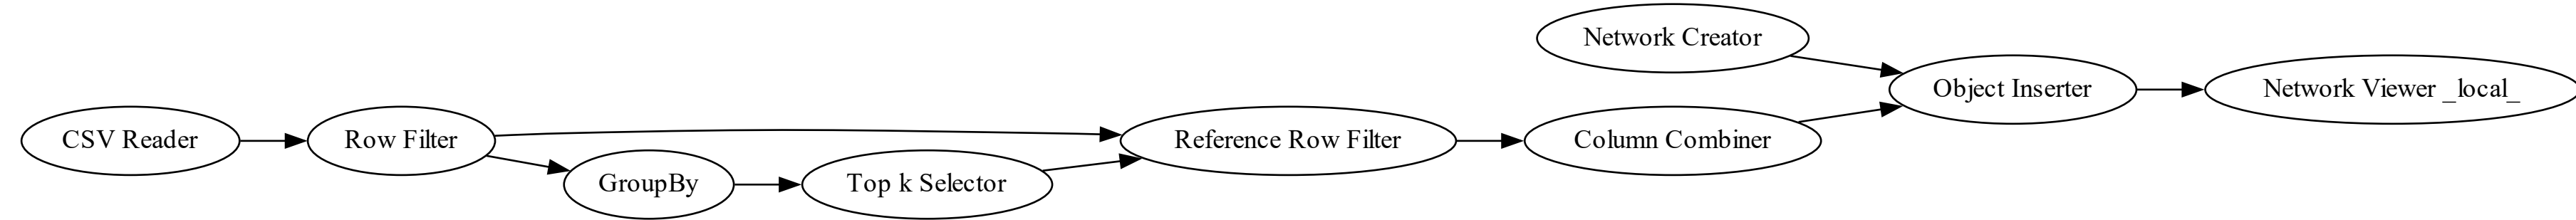 Network Creator
Object Inserter
Network Viewer _local_
CSV Reader
Row Filter
Reference Row Filter
Column Combiner
GroupBy
Top k Selector